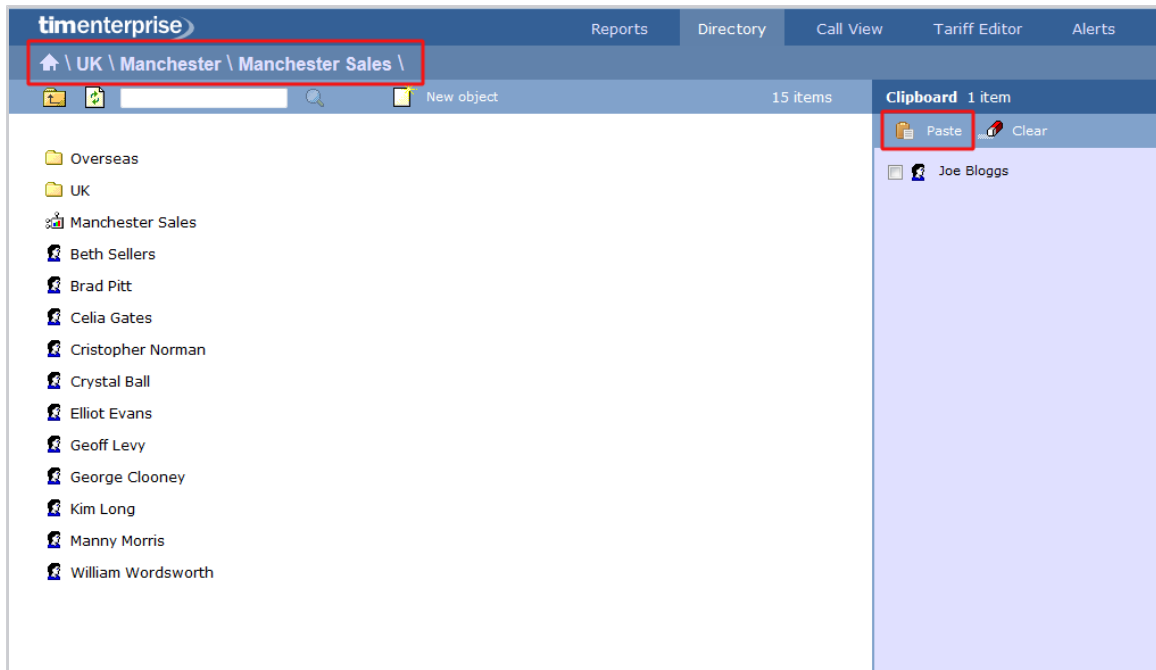 timenterprise Reports Directory Call View Tariff Editor Alerts
\ UK \ Manchester \ Manchester Sales \
New object 15 items Clipboard 1 item
Paste Clear
Overseas
Joe Bloggs
UK
Manchester Sales
Beth Sellers
Brad Pitt
Celia Gates
Cristopher Norman
Crystal Ball
Elliot Evans
Geoff Levy
George Clooney
Kim Long
Manny Morris
William Wordsworth